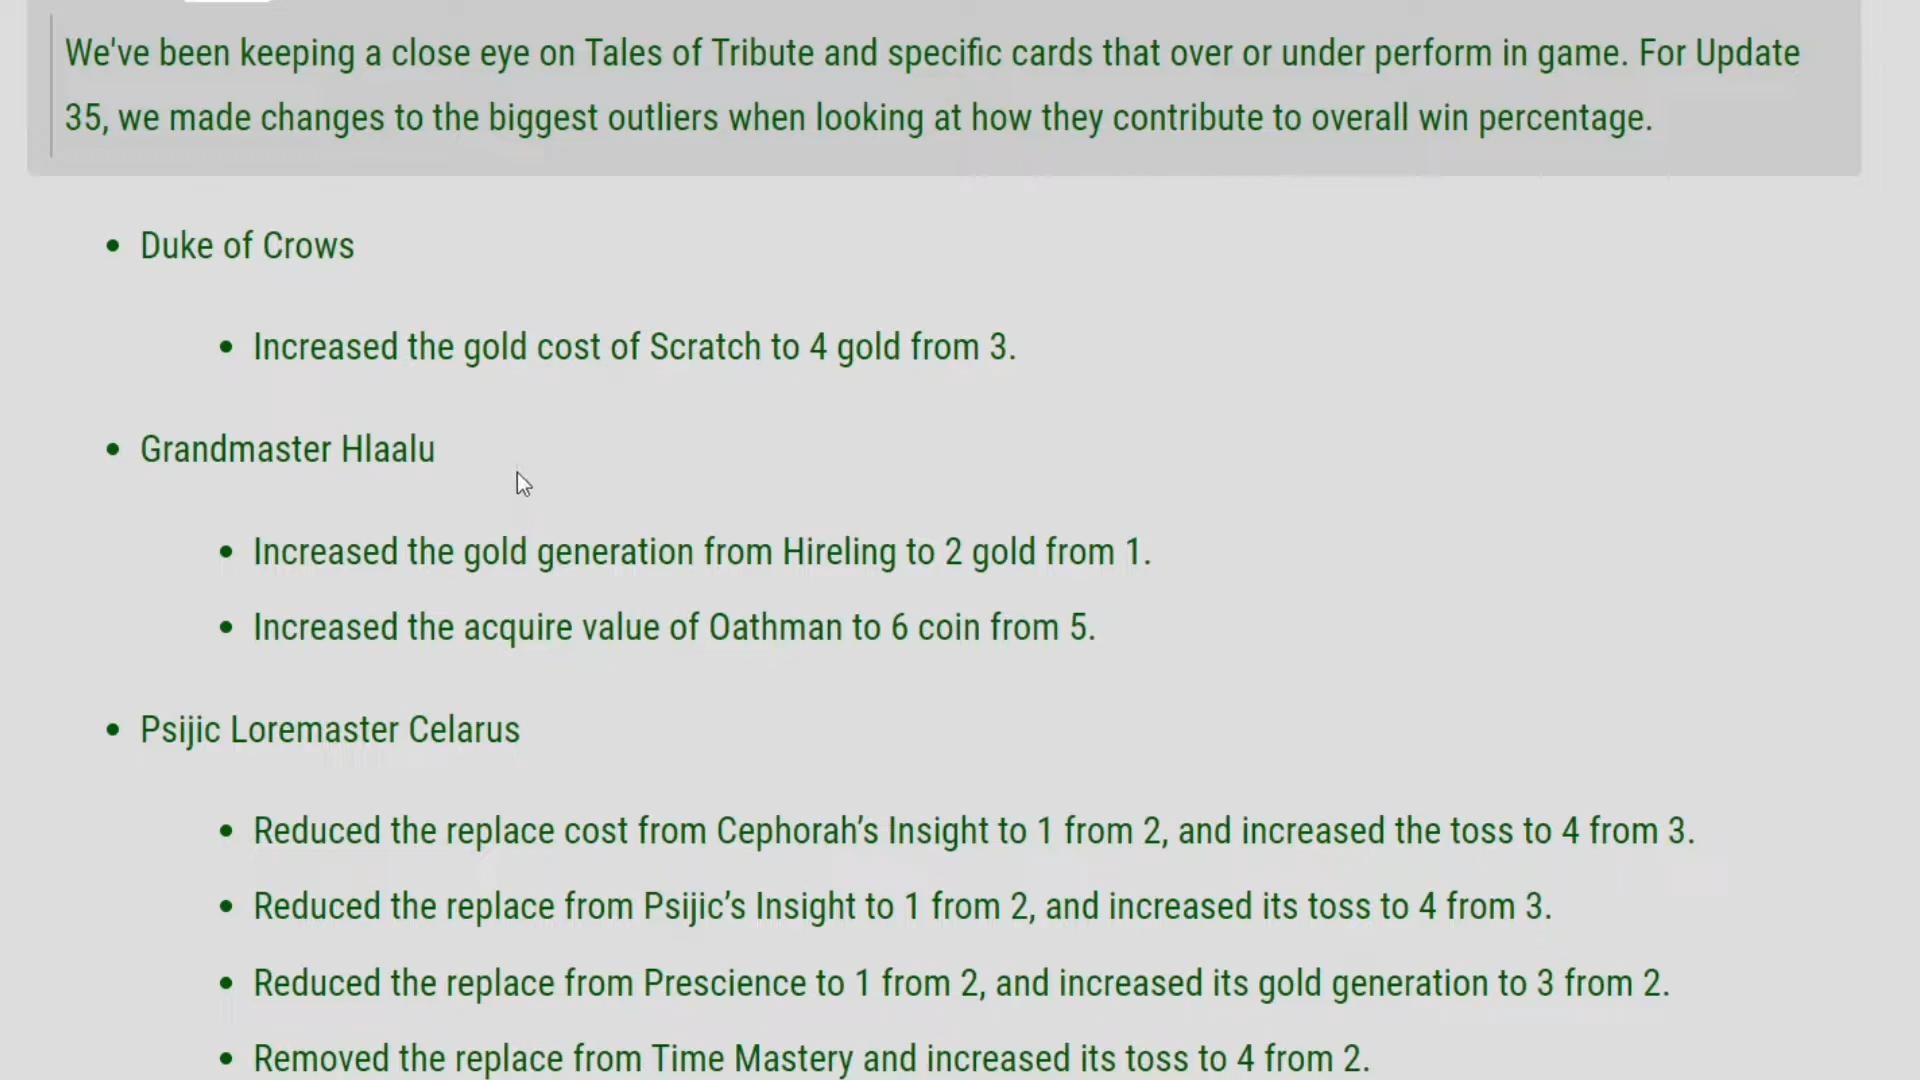 We've been keeping a close eye on Tales of Tribute and specific cards that over or under perform in game. For Update
35, we made changes to the biggest outliers when looking at how they contribute to overall win percentage.
• Duke of Crows
• Increased the gold cost of Scratch to 4 gold from 3.
• Grandmaster Hlaalu
• Increased the gold generation from Hireling to 2 gold from 1.
• Increased the acquire value of Oathman to 6 coin from 5.
• Psijic Loremaster Celarus
• Reduced the replace cost from Cephorah’s Insight to 1 from 2, and increased the toss to 4 from 3.
• Reduced the replace from Psijic’s Insight to 1 from 2, and increased its toss to 4 from 3.
• Reduced the replace from Prescience to 1 from 2, and increased its gold generation to 3 from 2.
• Removed the replace from Time Mastery and increased its toss to 4 from 2.